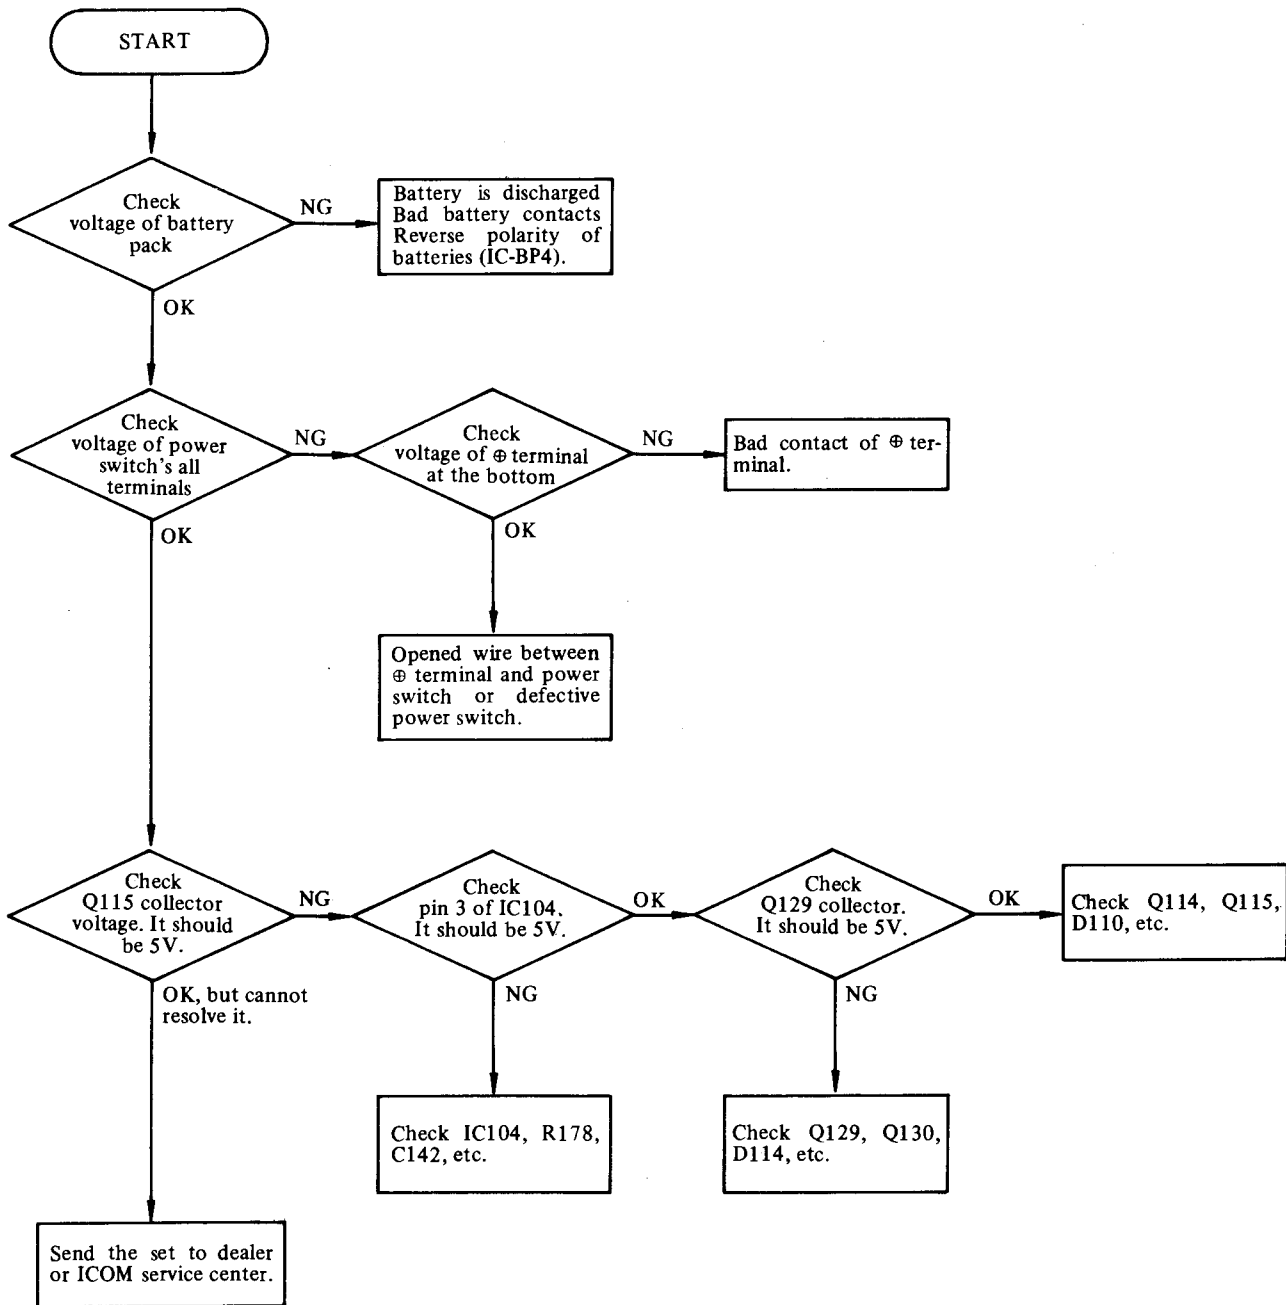 START
Check
voltage of battery
pack
NG
Battery is discharged
Bad battery contacts
Reverse polarity of
batteries (IC-BP4).
OK
Check
voltage of power
switch's all
terminals
NG
Check
voltage of ⊕ terminal
at the bottom
NG
Bad contact of ⊕ ter-
minal.
OK
OK
Opened wire between
⊕ terminal and power
switch or defective
power switch.
Check
Q115 collector
voltage. It should
be 5V.
NG
Check
pin 3 of IC104.
It should be 5V.
OK
Check
Q129 collector.
It should be 5V.
OK
Check Q114, Q115,
D110, etc.
OK, but cannot
resolve it.
NG
NG
Check IC104, R178,
C142, etc.
Check Q129, Q130,
D114, etc.
Send the set to dealer
or ICOM service center.